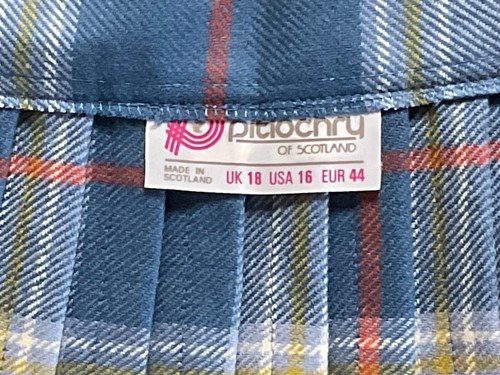 pitlochry
OF SCOTLAND
MADE IN
SCOTLAND
UK 18 USA 16 EUR 44